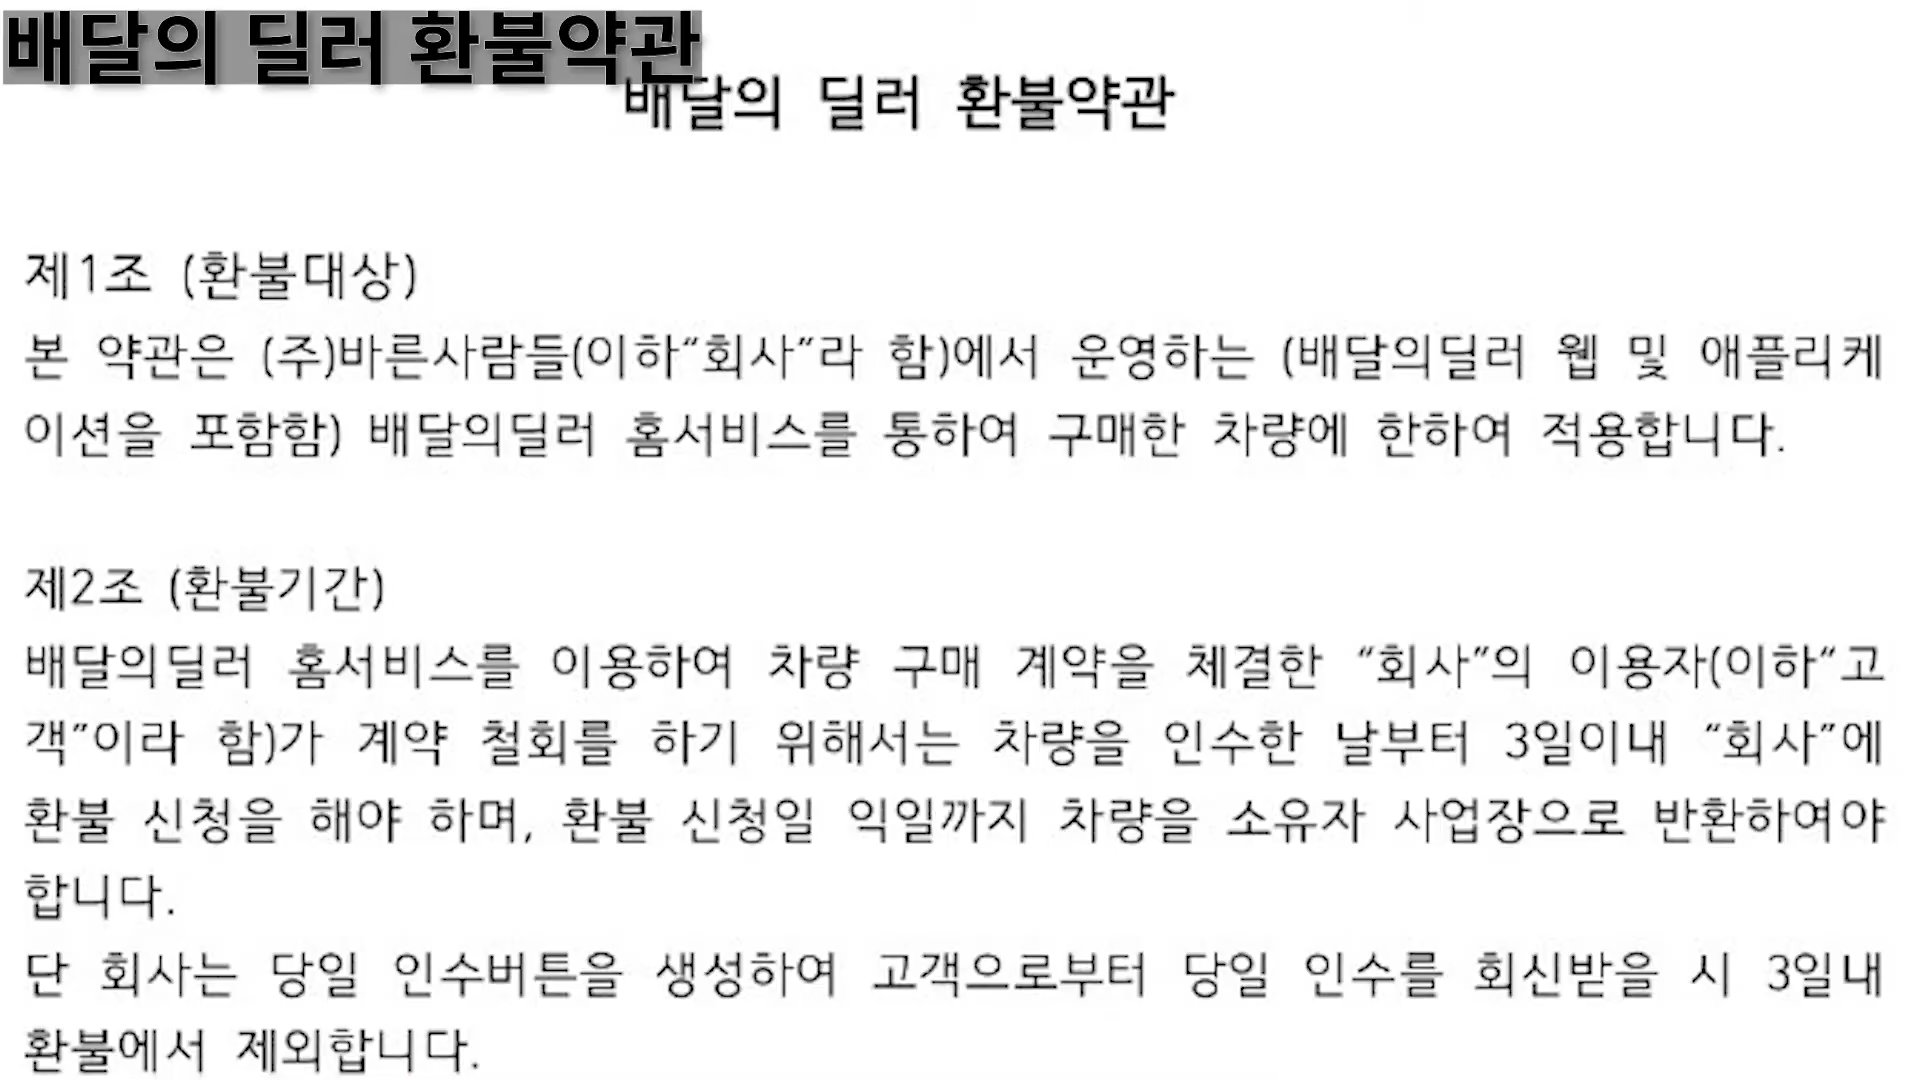 배달의 딜러 환불약관
배달의 딜러 환불약관
제1조 (환불대상)
본 약관은 (주)바른사람들(이하"회사"라 함)에서 운영하는 (배달의딜러 웹 및 애플리케
이션을 포함함) 배달의딜러 홈서비스를 통하여 구매한 차량에 한하여 적용합니다.
제2조 (환불기간)
배달의딜러 홈서비스를 이용하여 차량 구매 계약을 체결한 "회사"의 이용자(이하"고
객"이라 함)가 계약 철회를 하기 위해서는 차량을 인수한 날부터 3일이내 "회사"에
환불 신청을 해야 하며, 환불 신청일 익일까지 차량을 소유자 사업장으로 반환하여야
합니다.
단 회사는 당일 인수버튼을 생성하여 고객으로부터 당일 인수를 회신받을 시 3일내
환불에서 제외합니다.